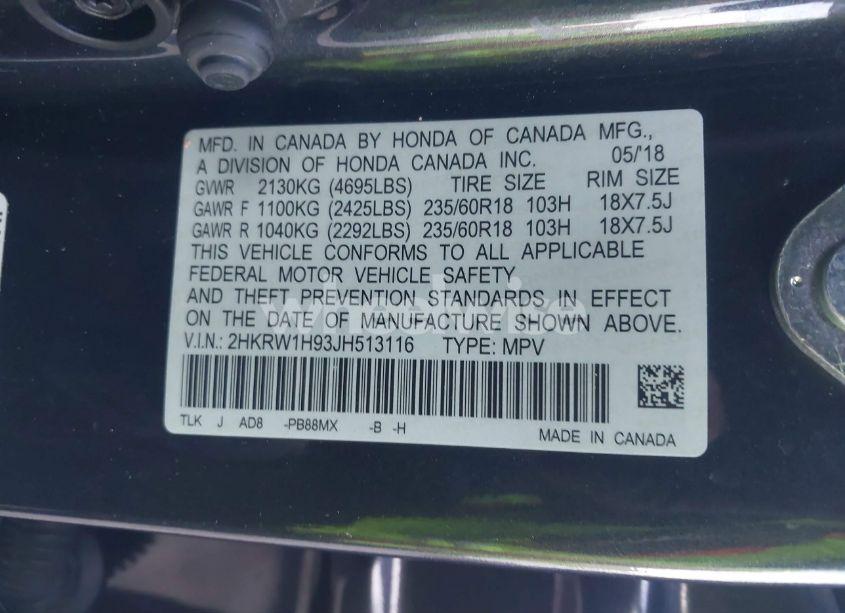 MFD. IN CANADA BY HONDA OF CANADA MFG.,
A DIVISION OF HONDA CANADA INC. 05/'18
GVWR 2130KG (4695LBS) TIRE SIZE RIM SIZE
GAWR F 1100KG (2425LBS) 235/60R18 103H 18X7.5J
GAWR R 1040KG (2292LBS) 235/60R18 103H 18X7.5J
THIS VEHICLE CONFORMS TO ALL APPLICABLE
FEDERAL MOTOR VEHICLE SAFETY
AND THEFT PREVENTION STANDARDS IN EFFECT
ON THE DATE OF MANUFACTURE SHOWN ABOVE.
V.I.N.: 2HKRW1H93JH513116 TYPE: MPV
TLK J AD8 -PB88MX -B -H
MADE IN CANADA
wheelwise